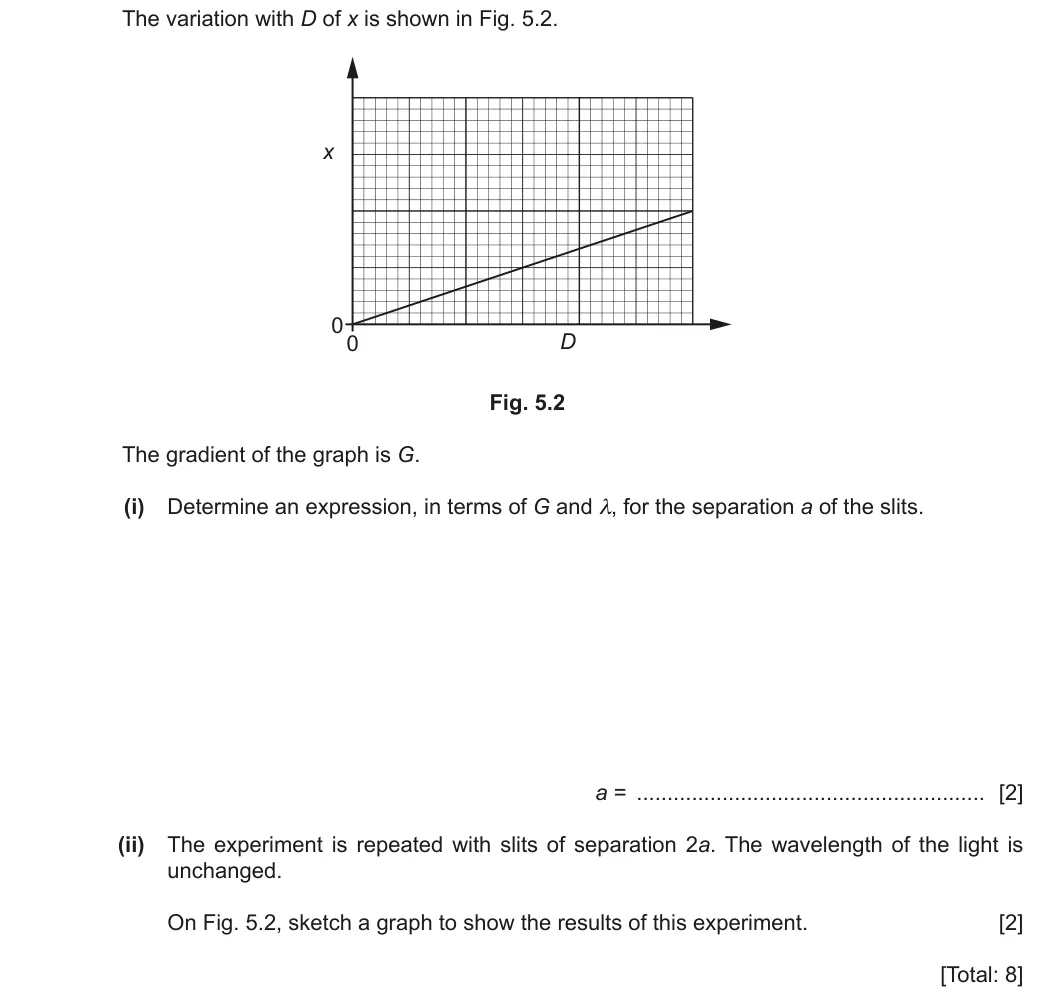 The variation with D of x is shown in Fig. 5.2.
x
0
0
D
Fig. 5.2
The gradient of the graph is G.
(i) Determine an expression, in terms of G and λ, for the separation a of the slits.
a = ......................................................... [2]
(ii) The experiment is repeated with slits of separation 2a. The wavelength of the light is
unchanged.
On Fig. 5.2, sketch a graph to show the results of this experiment. [2]
[Total: 8]